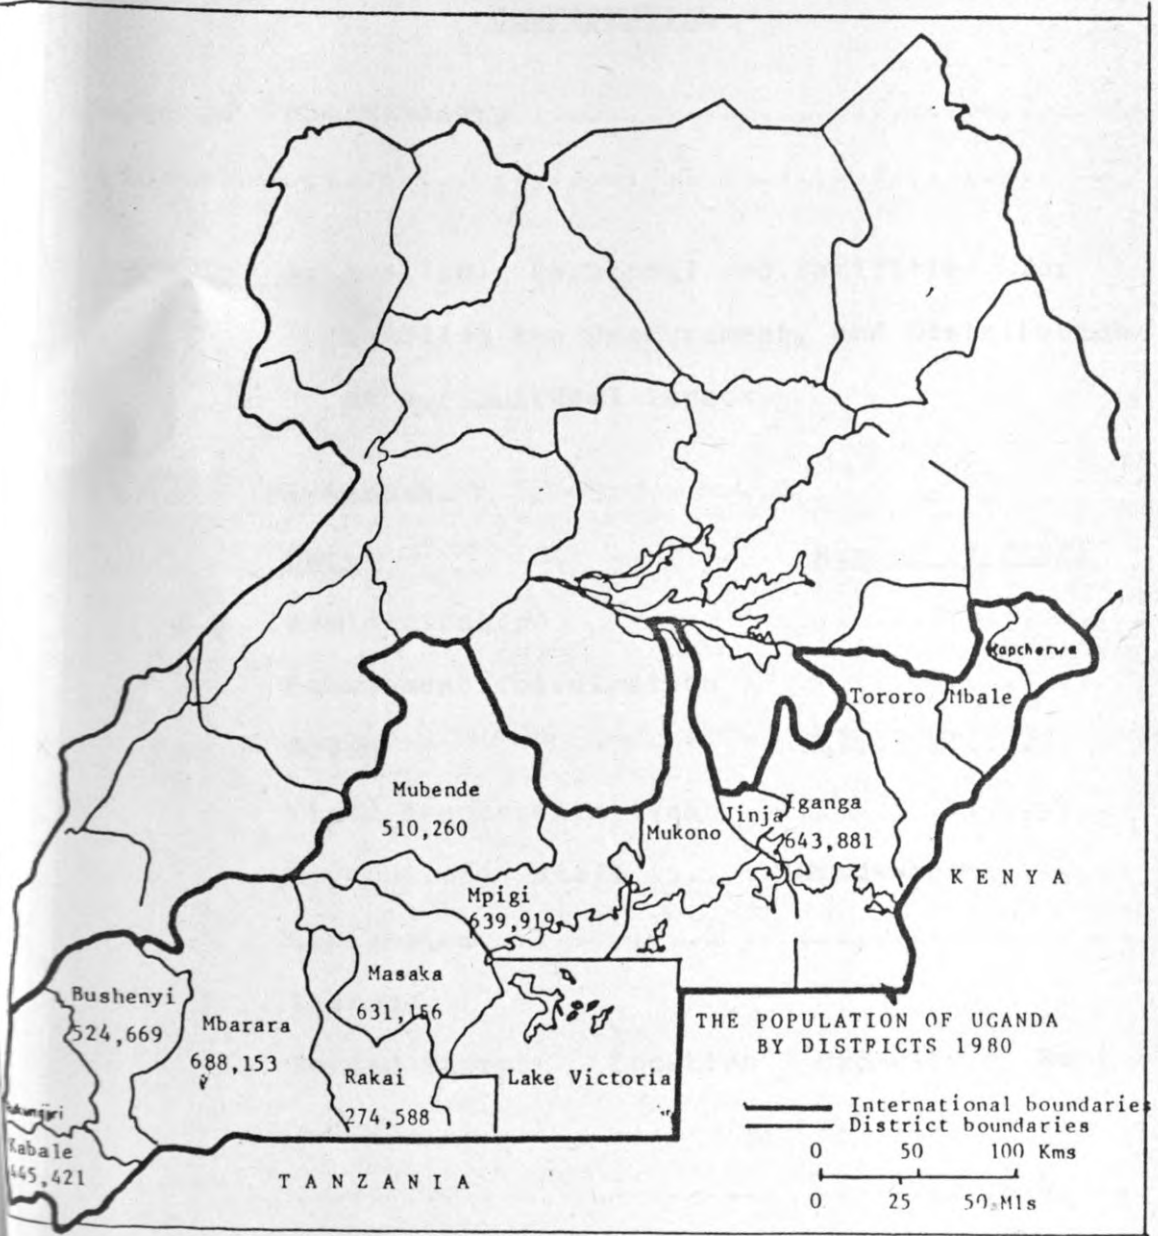 Kapchorwa
Tororo
Mbale
Mubende
510,260
Mukono
Jinja
Iganga
643,881
KENYA
Mpigi
639,919
Masaka
631,156
Bushenyi
524,669
Mbarara
688,153
Rakai
274,588
Lake Victoria
THE POPULATION OF UGANDA
BY DISTPICTS 1980
International boundaries
District boundaries
0 50 100 Kms
0 25 50 Mls
Kabale
445,421
TANZANIA